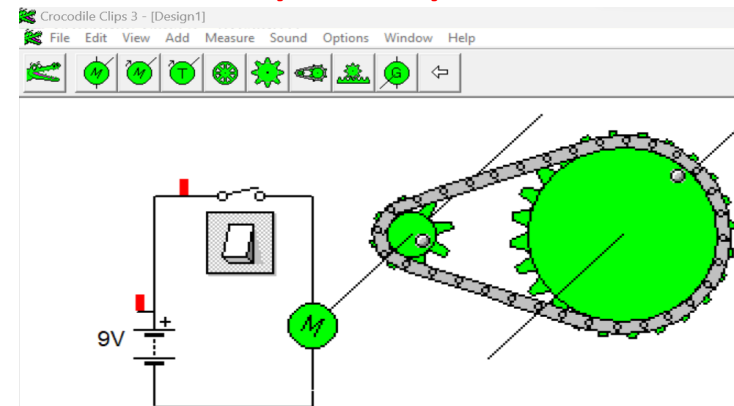 Crocodile Clips 3 - [Design1]
File Edit View Add Measure Sound Options Window Help
M M T G
+
9V
M